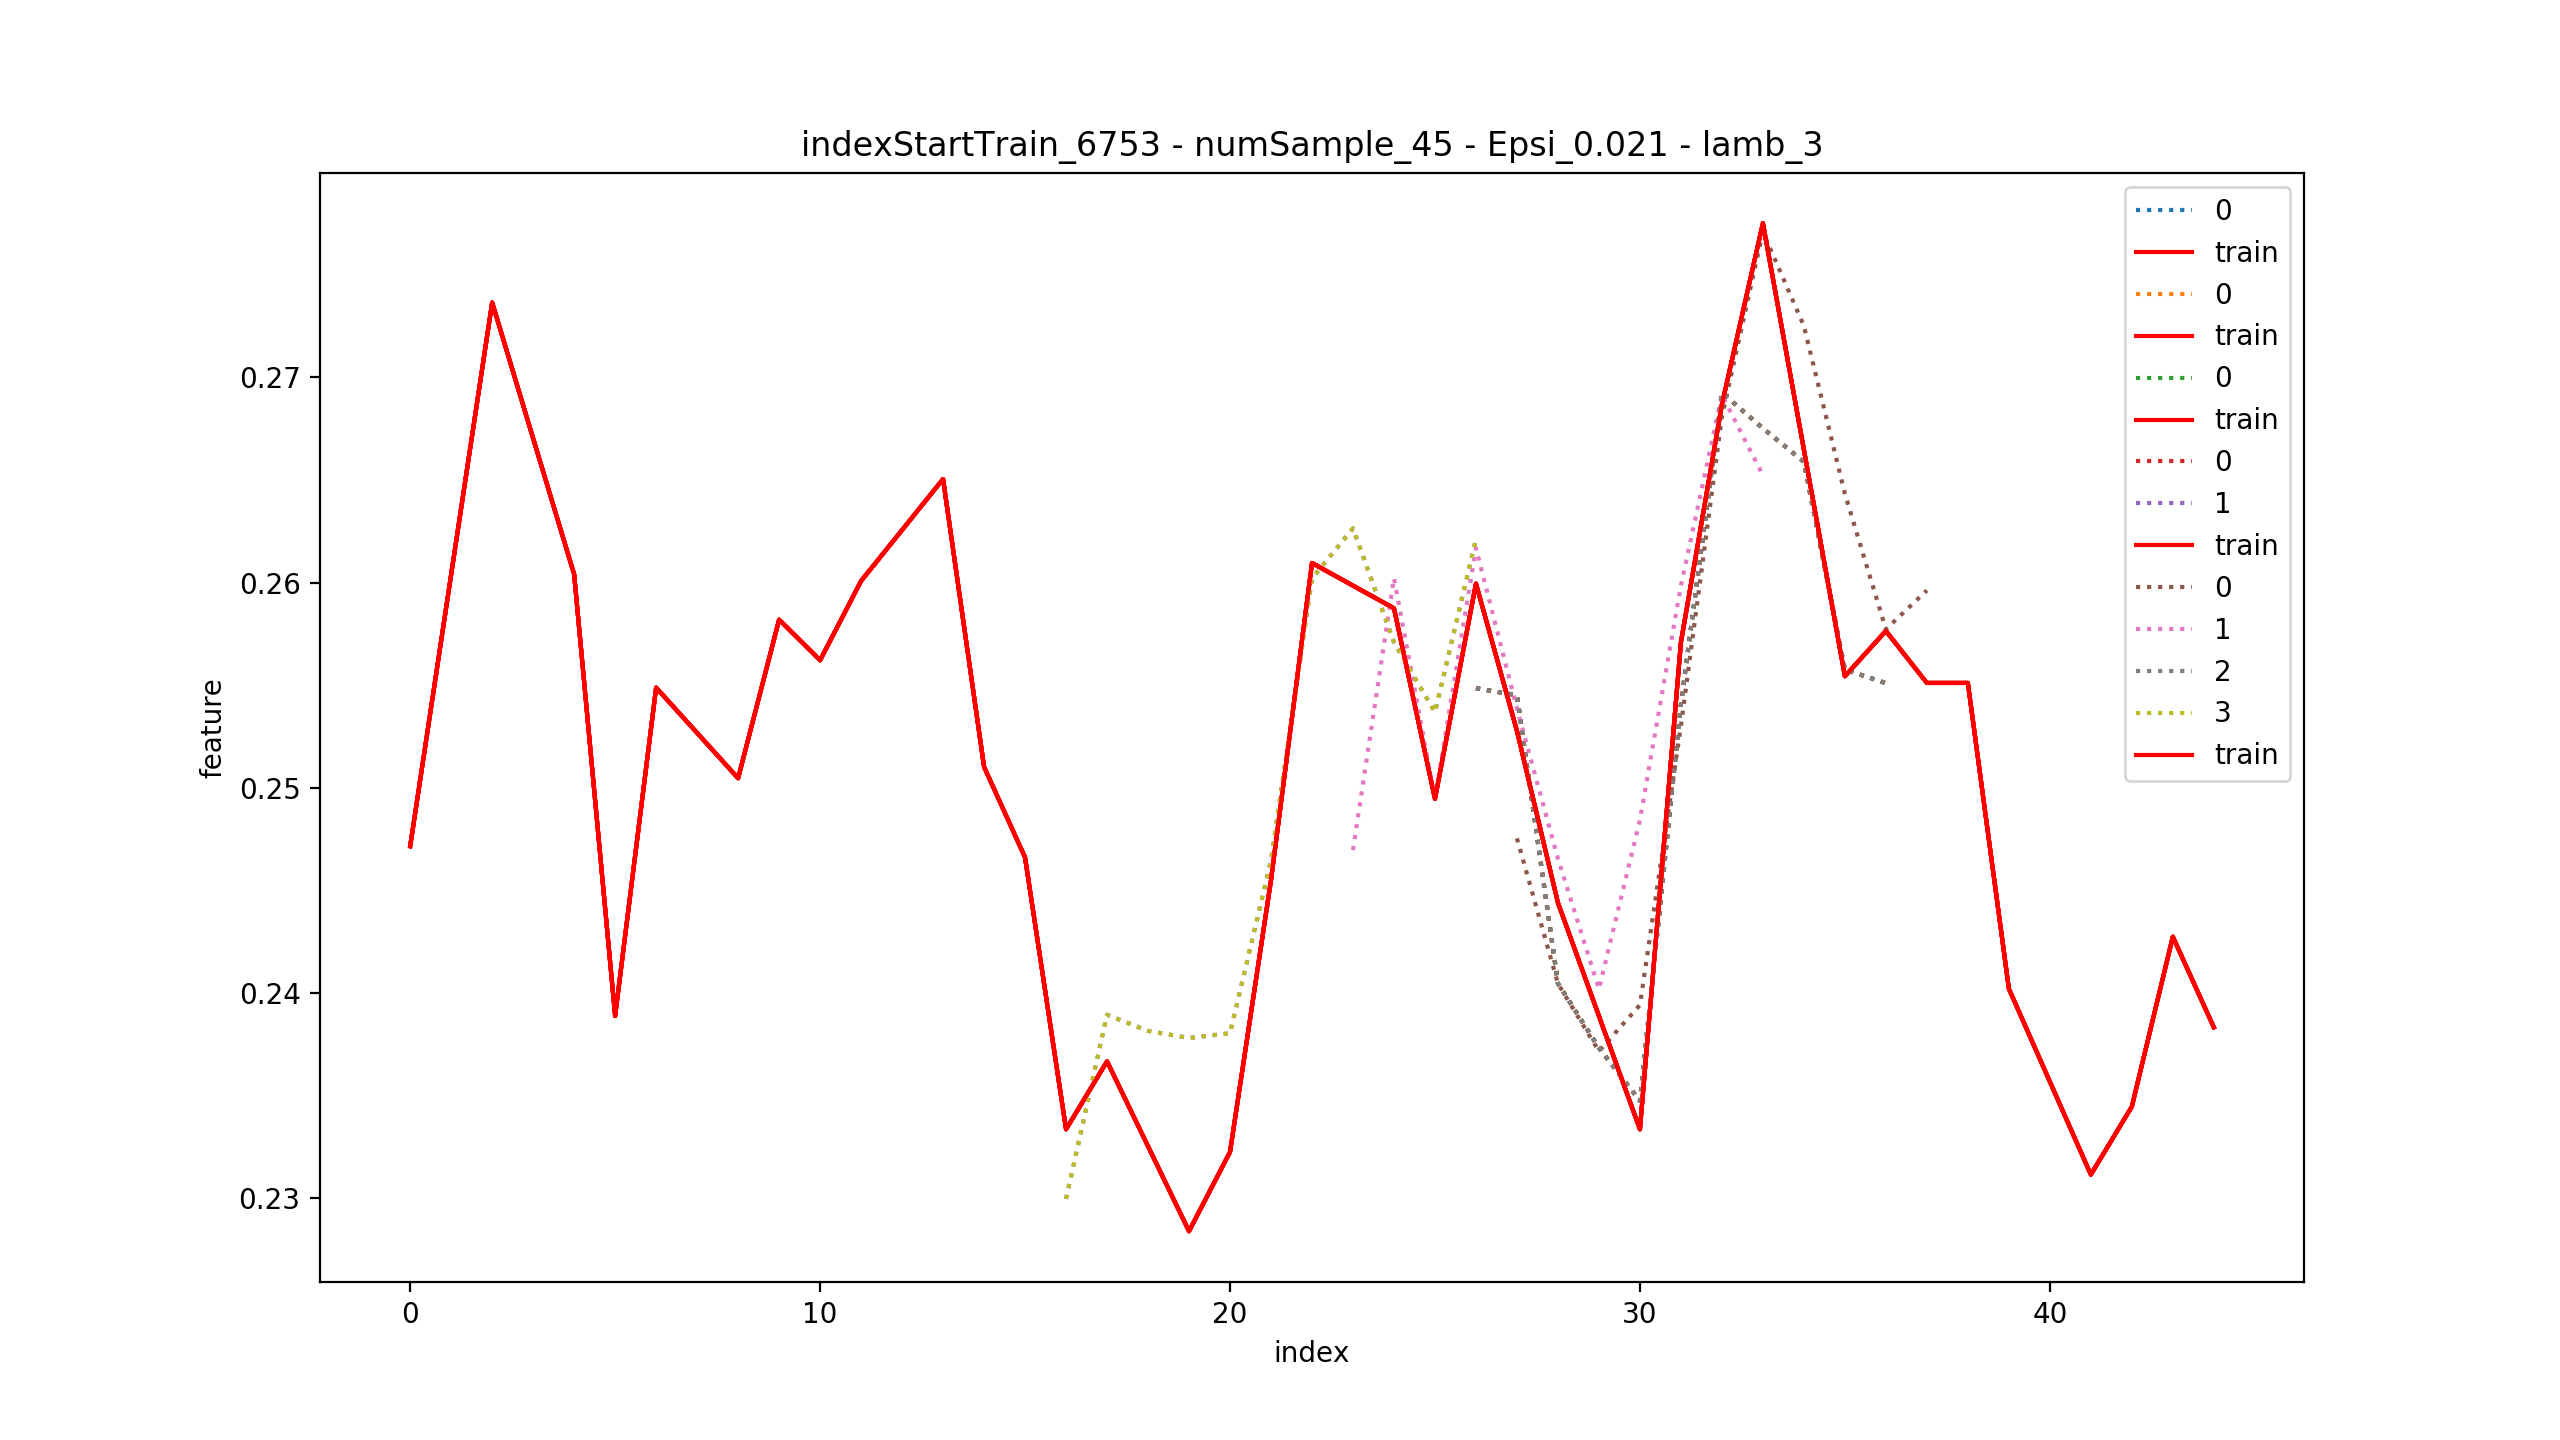 indexStartTrain_6753 - numSample_45 - Epsi_0.021 - lamb_3
0
train
0
train
0
train
0
1
train
0
1
2
3
train
feature
0.27
0.26
0.25
0.24
0.23
0 10 20 30 40
index